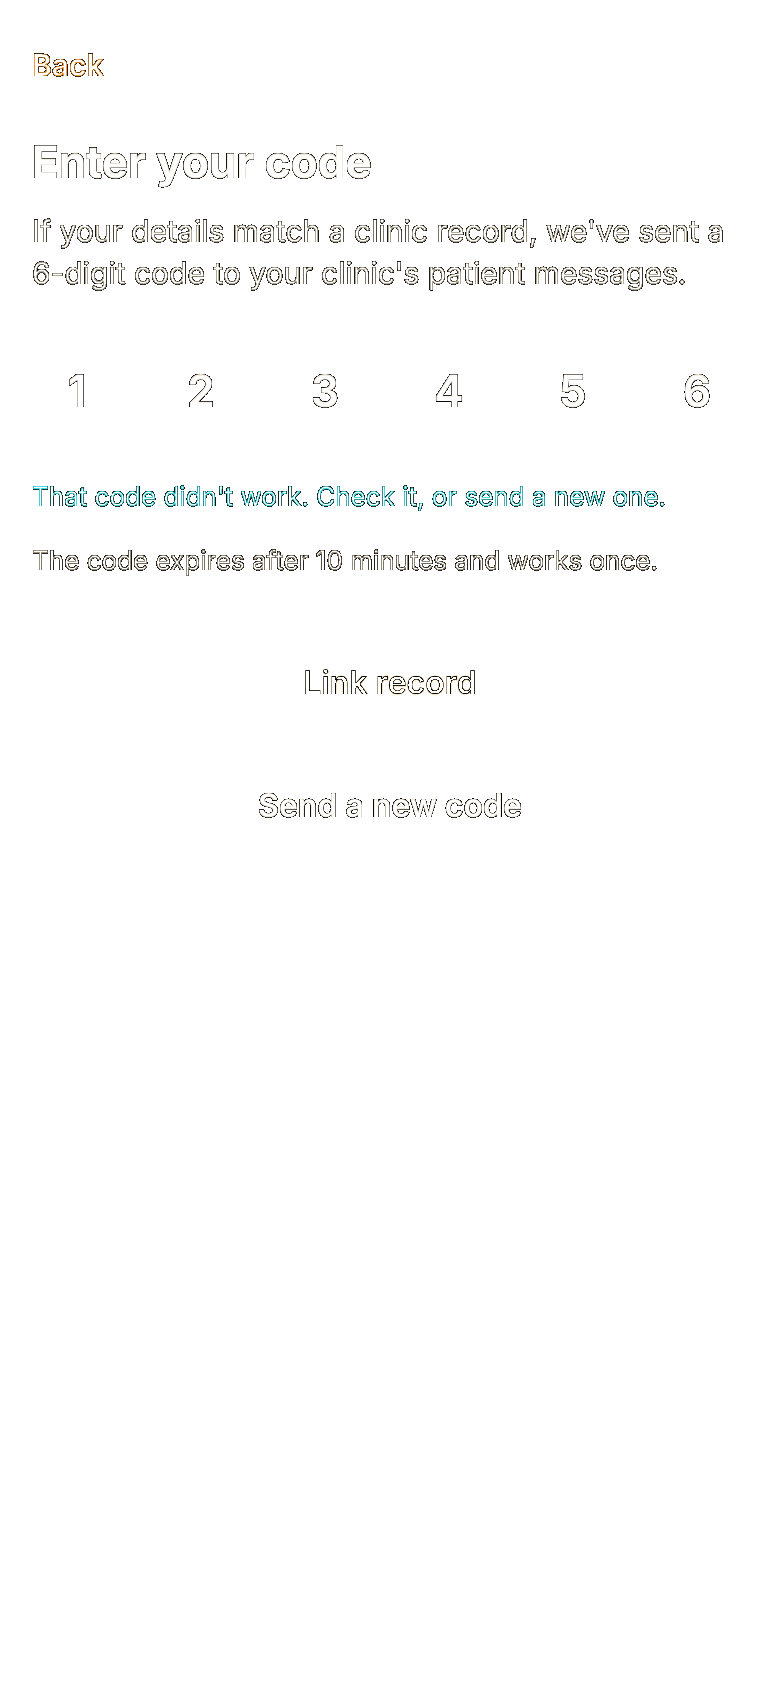 Back
Enter your code
If your details match a clinic record, we've sent a
6-digit code to your clinic's patient messages.
1 2 3 4 5 6
That code didn't work. Check it, or send a new one.
The code expires after 10 minutes and works once.
Link record
Send a new code